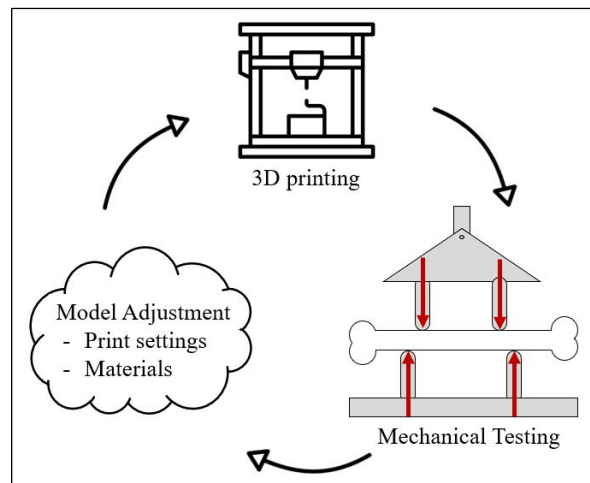 3D printing
Model Adjustment
- Print settings
- Materials
Mechanical Testing